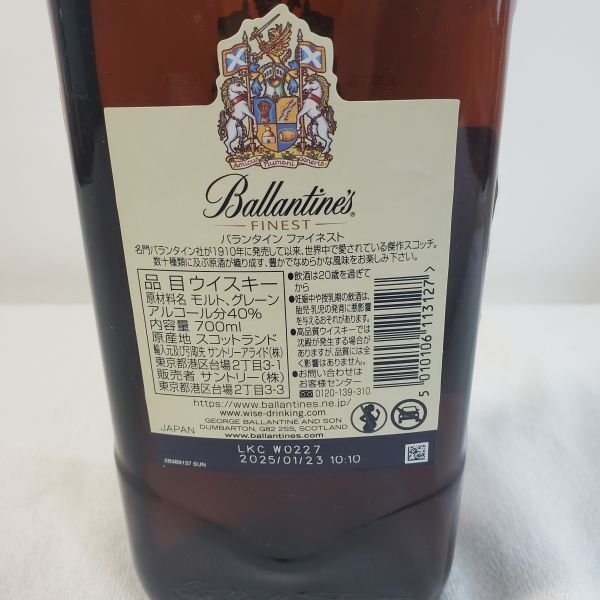 Amicus Humani Generis
Ballantine's®
FINEST
バランタイン ファイネスト
名門バランタイン社が1910年に発売して以来、世界中で愛されている傑作スコッチ。
数十種類に及ぶ原酒が織り成す、豊かでなめらかな風味をお楽しみ下さい。
品 目 ウイスキー
原材料名 モルト、グレーン
アルコール分40%
内容量 700ml
原産地 スコットランド
輸入元及び引取先 サントリーアライド(株)
東京都港区台場2丁目3-1
販売者 サントリー(株)
東京都港区台場2丁目3-3
●飲酒は20歳を過ぎて
から
●妊娠中や授乳期の飲酒は、
胎児・乳児の発育に悪影響
を与えるおそれがあります。
●高品質ウイスキーでは
沈殿が発生する場合が
ありますが、品質には全
く影響はありません。
●お問い合わせは
お客様センター
0120-139-310
5 010106 113127 >
https://www.ballantines.ne.jp/
www.wise-drinking.com
GEORGE BALLANTINE AND SON
DUMBARTON, G82 2SS, SCOTLAND
www.ballantines.com
JAPAN
LKC W0227
2025/01/23 10:10
2B9B9137 SUN